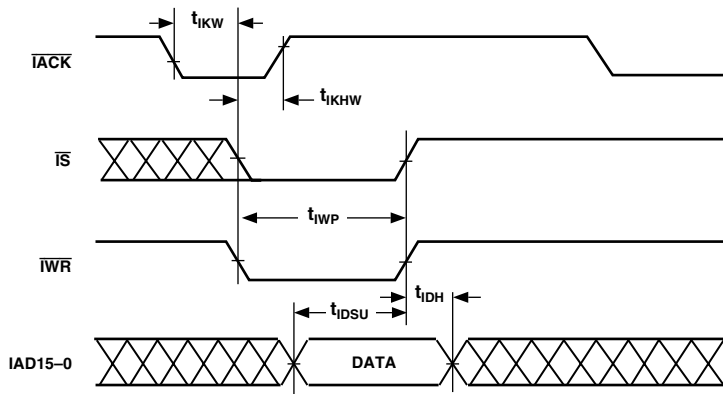 tIKW
IACK
tIKHW
IS
tIWP
IWR
tIDH
tIDSU
IAD15–0
DATA